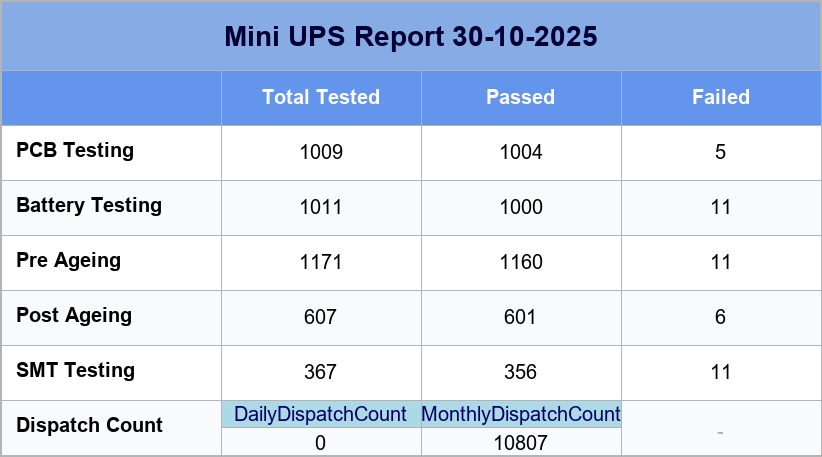 Mini UPS Report 30-10-2025
Total Tested Passed Failed
PCB Testing 1009 1004 5
Battery Testing 1011 1000 11
Pre Ageing 1171 1160 11
Post Ageing 607 601 6
SMT Testing 367 356 11
Dispatch Count DailyDispatchCount MonthlyDispatchCount -
0 10807